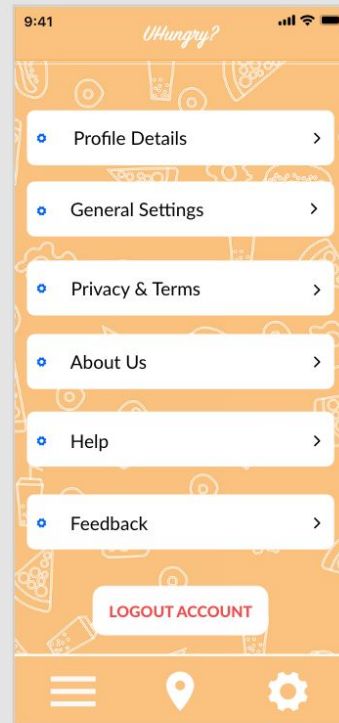 9:41
UHungry?
Profile Details
General Settings
Privacy & Terms
About Us
Help
Feedback
LOGOUT ACCOUNT